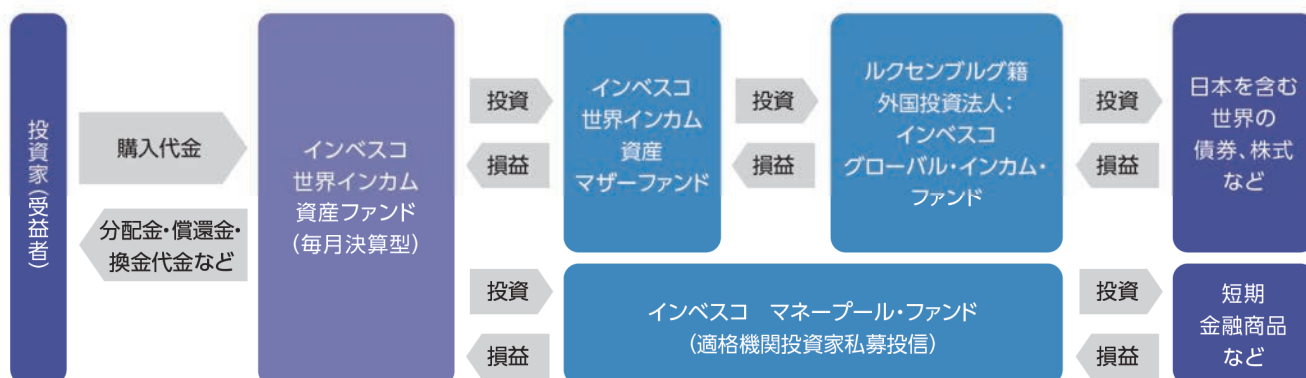 投資家(受益者)
購入代金
分配金・償還金・
換金代金など
インベスコ
世界インカム
資産ファンド
(毎月決算型)
投資
損益
インベスコ
世界インカム
資産
マザーファンド
投資
損益
ルクセンブルグ籍
外国投資法人:
インベスコ
グローバル・インカム・
ファンド
投資
損益
日本を含む
世界の
債券、株式
など
投資
損益
インベスコ　マネープール・ファンド
(適格機関投資家私募投信)
投資
損益
短期
金融商品
など